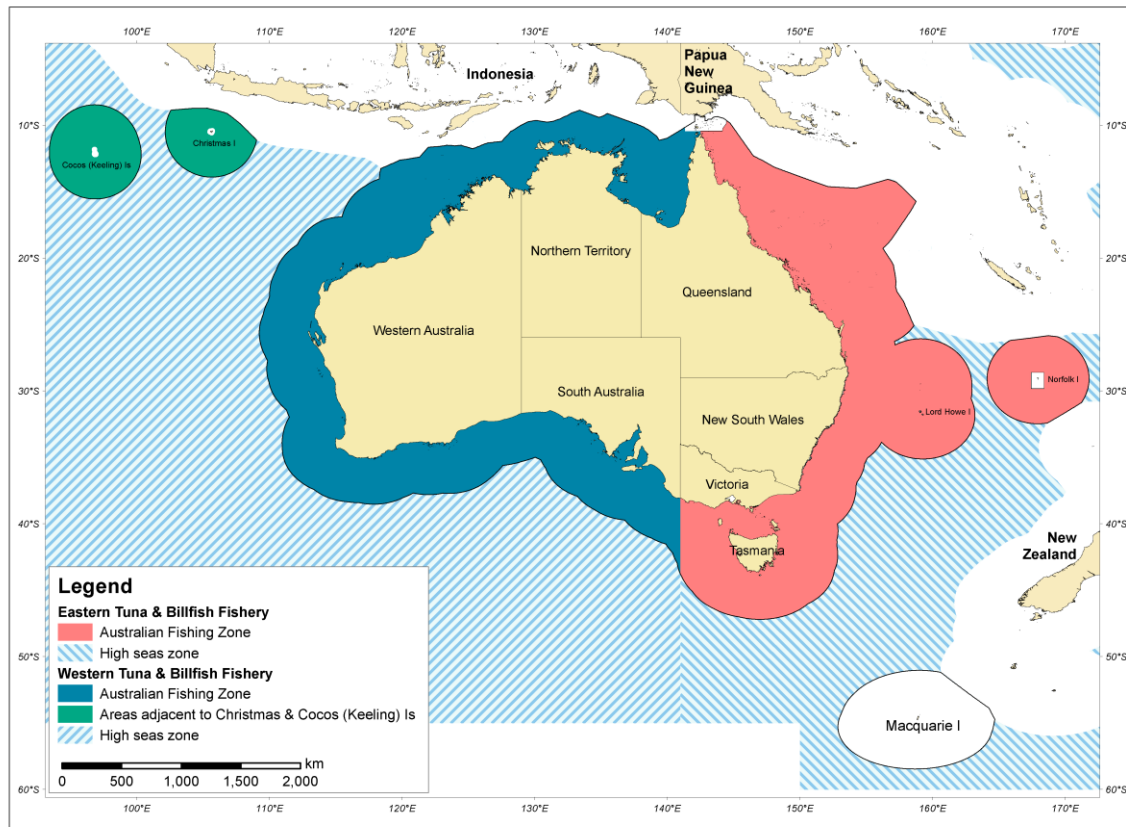 100°E 110°E 120°E 130°E 140°E 150°E 160°E 170°E
Indonesia
Papua
New
Guinea
10°S 10°S
Cocos (Keeling) Is
Christmas I
Northern Territory
20°S 20°S
Queensland
Western Australia
30°S 30°S
South Australia
Norfolk I
Lord Howe I
New South Wales
Victoria
40°S 40°S
Tasmania
New
Zealand
Legend
Eastern Tuna & Billfish Fishery
Australian Fishing Zone
High seas zone
Western Tuna & Billfish Fishery
Australian Fishing Zone
Areas adjacent to Christmas & Cocos (Keeling) Is
High seas zone
km
0 500 1,000 1,500 2,000
50°S 50°S
Macquarie I
60°S 60°S
100°E 110°E 120°E 130°E 140°E 150°E 160°E 170°E